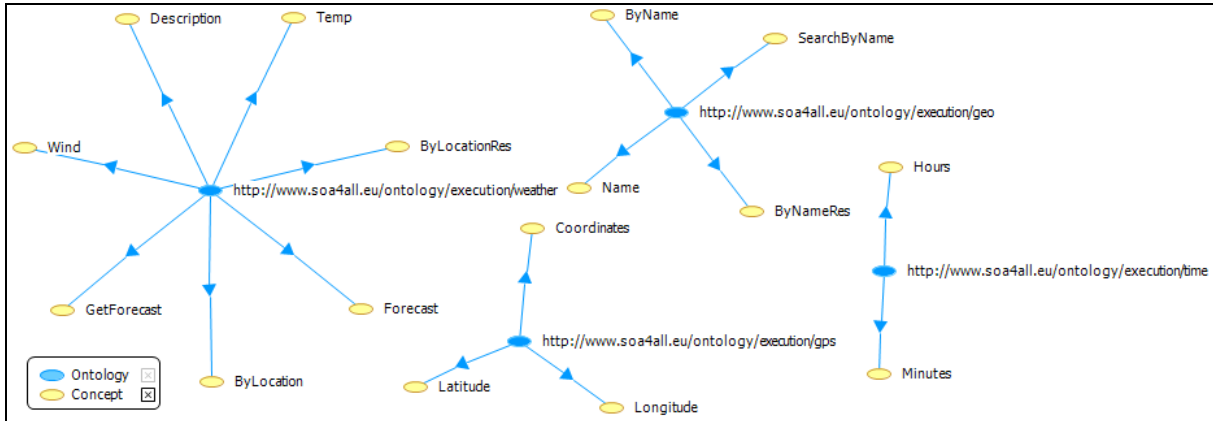 Description
Temp
ByName
SearchByName
http://www.soa4all.eu/ontology/execution/geo
Wind
ByLocationRes
Hours
http://www.soa4all.eu/ontology/execution/weather
Name
ByNameRes
Coordinates
http://www.soa4all.eu/ontology/execution/time
GetForecast
Forecast
http://www.soa4all.eu/ontology/execution/gps
Ontology
ByLocation
Latitude
Minutes
Concept
Longitude